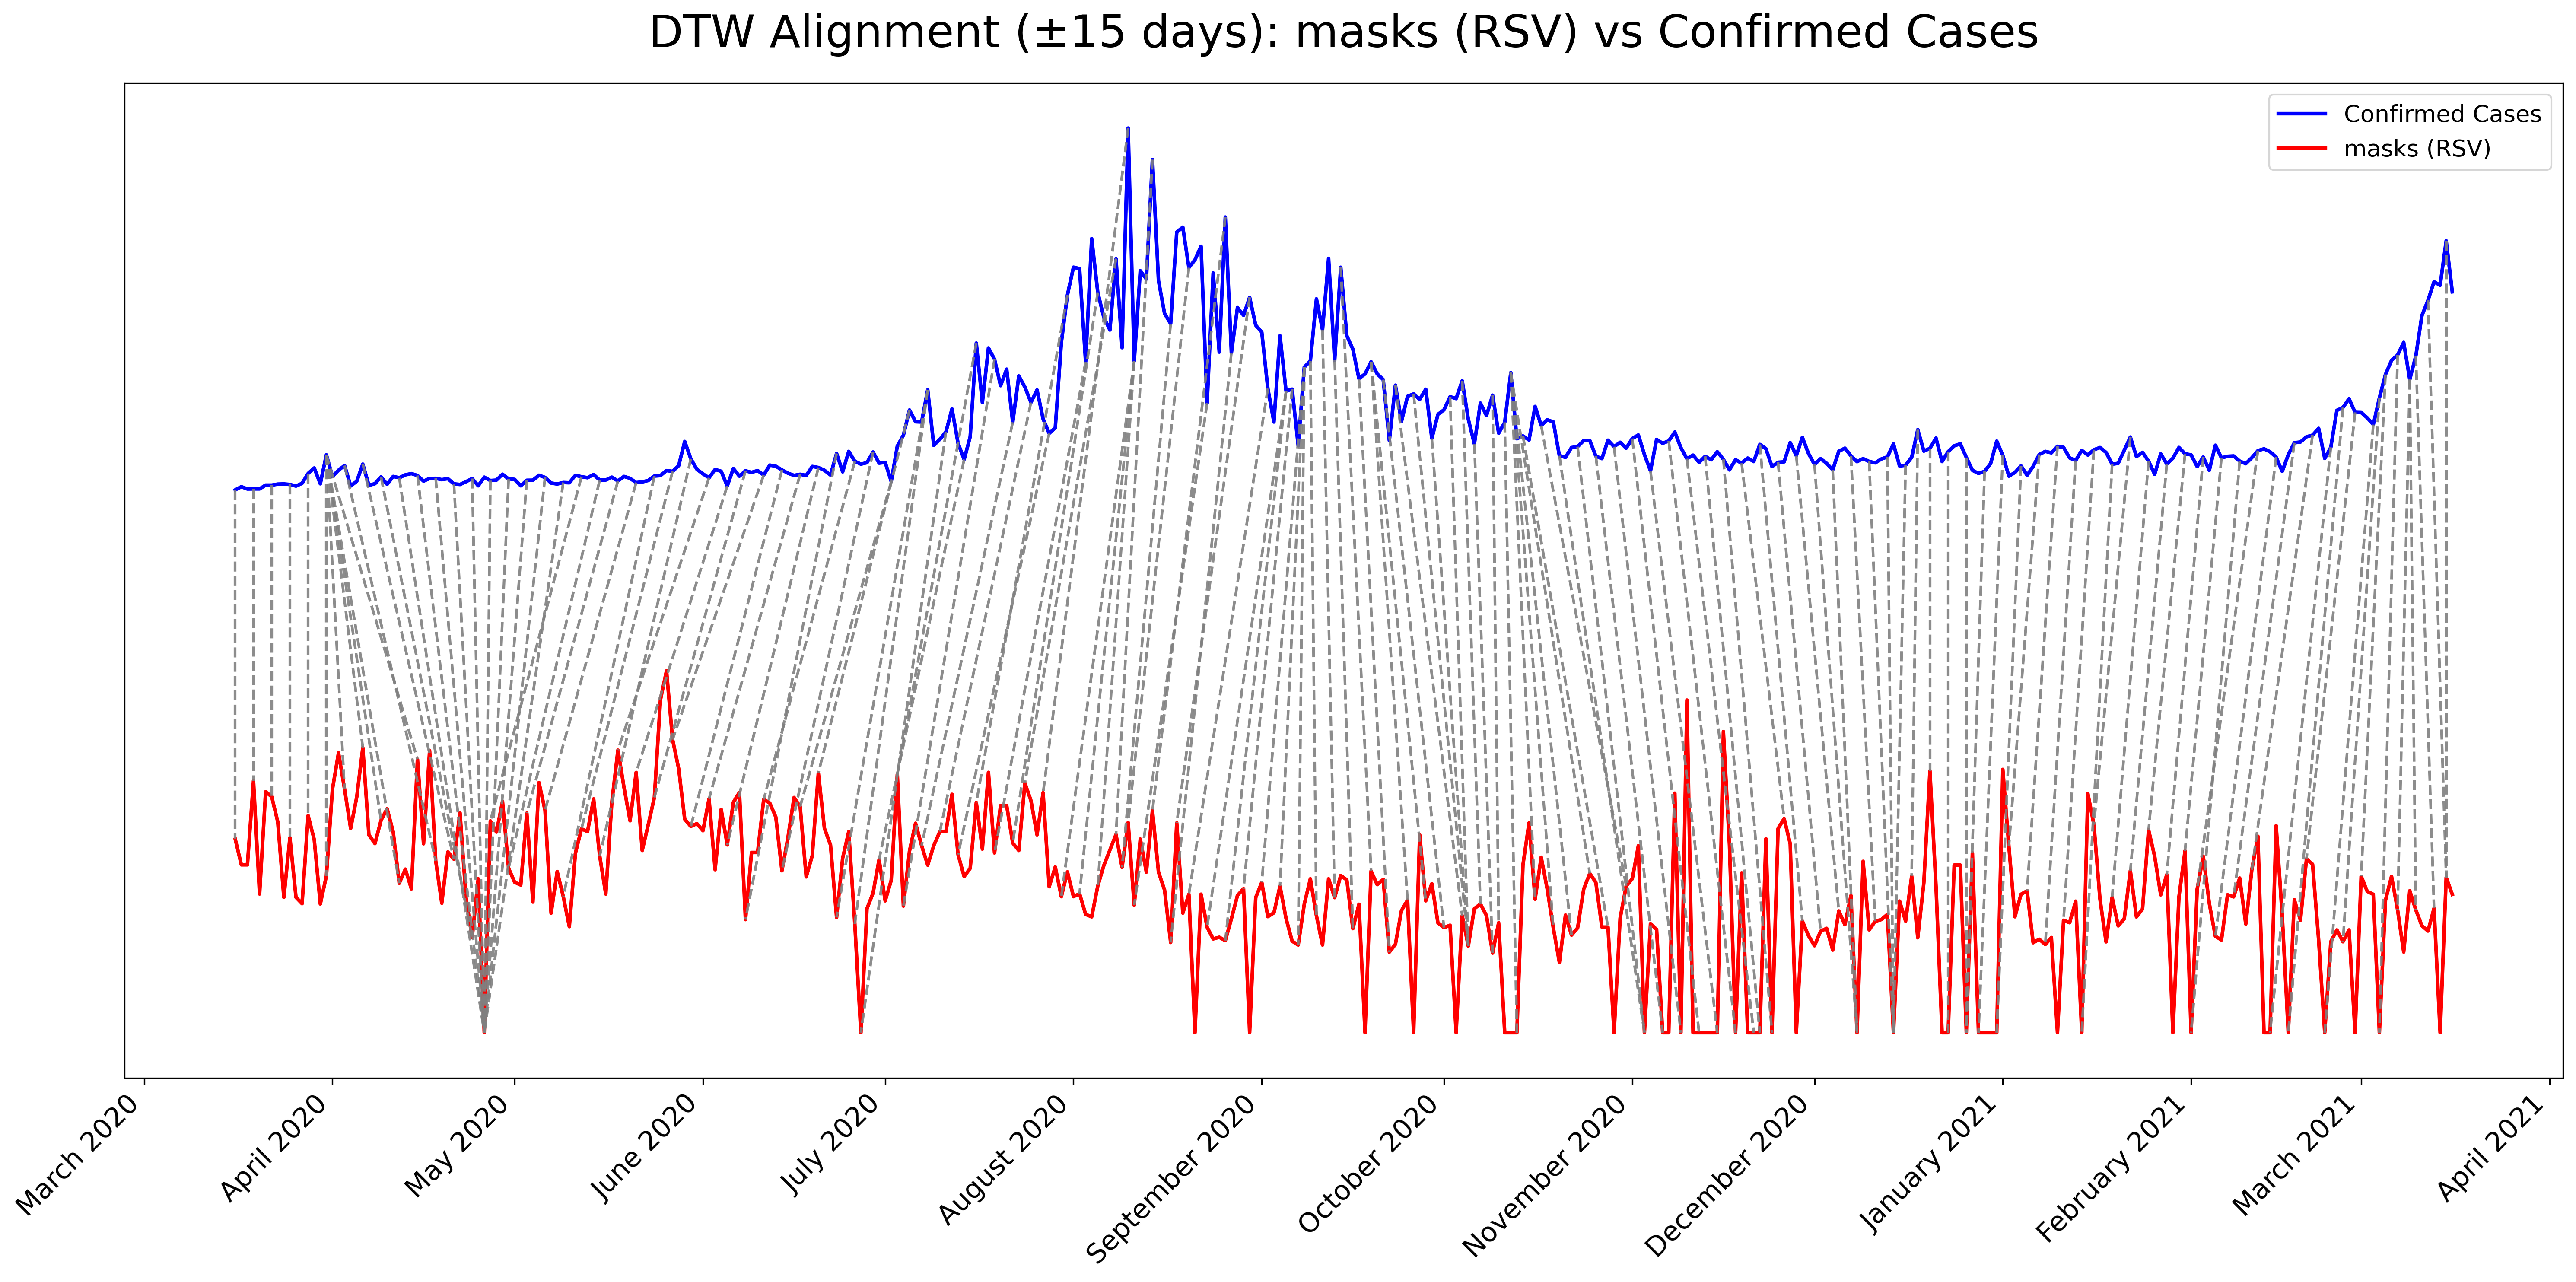 DTW Alignment (±15 days): masks (RSV) vs Confirmed Cases
Confirmed Cases
masks (RSV)
March 2020
April 2020
May 2020
June 2020
July 2020
August 2020
September 2020
October 2020
November 2020
December 2020
January 2021
February 2021
March 2021
April 2021